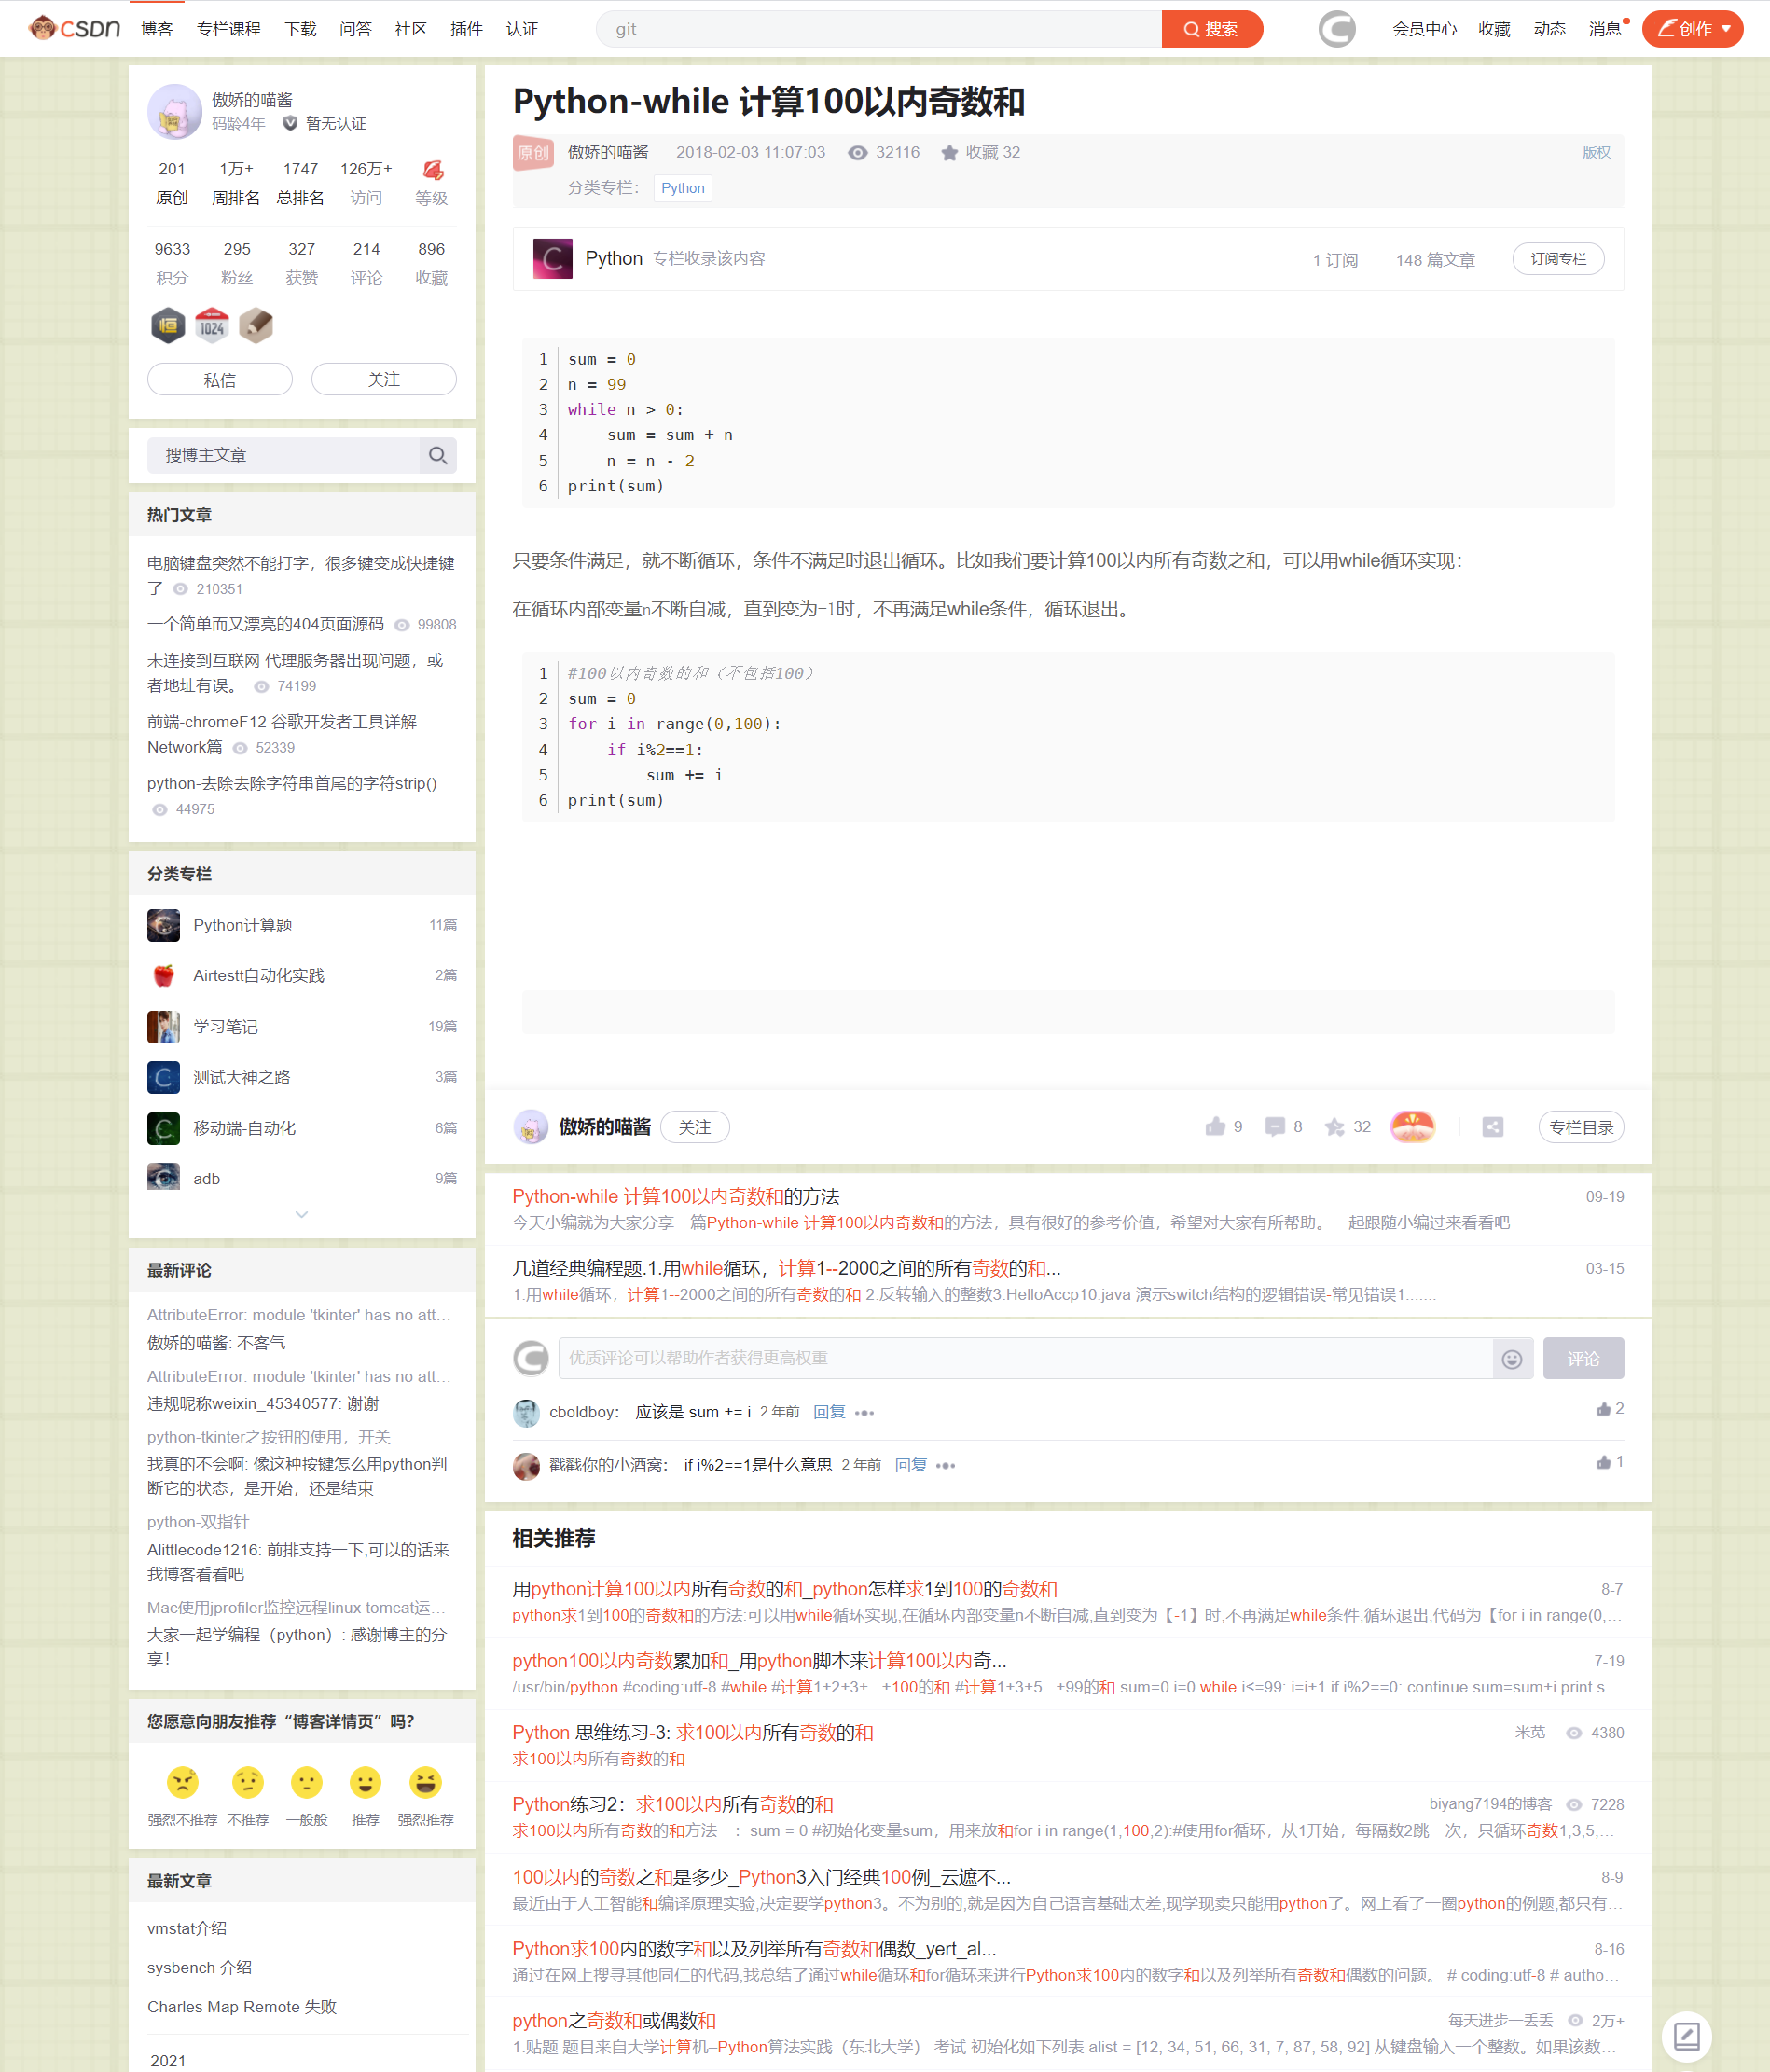 CSDN 博客 专栏课程 下载 问答 社区 插件 认证 git 搜索 会员中心 收藏 动态 消息 创作
傲娇的喵酱
码龄4年 暂无认证
201 1万+ 1747 126万+
原创 周排名 总排名 访问 等级
9633 295 327 214 896
积分 粉丝 获赞 评论 收藏
1024
私信 关注
搜博主文章
热门文章
电脑键盘突然不能打字，很多键变成快捷键
了 210351
一个简单而又漂亮的404页面源码 99808
未连接到互联网 代理服务器出现问题，或
者地址有误。 74199
前端-chromeF12 谷歌开发者工具详解
Network篇 52339
python-去除去除字符串首尾的字符strip()
44975
分类专栏
Python计算题 11篇
Airtestt自动化实践 2篇
学习笔记 19篇
测试大神之路 3篇
移动端-自动化 6篇
adb 9篇
最新评论
AttributeError: module 'tkinter' has no att…
傲娇的喵酱: 不客气
AttributeError: module 'tkinter' has no att…
违规昵称weixin_45340577: 谢谢
python-tkinter之按钮的使用，开关
我真的不会啊: 像这种按键怎么用python判
断它的状态，是开始，还是结束
python-双指针
Alittlecode1216: 前排支持一下,可以的话来
我博客看看吧
Mac使用jprofiler监控远程linux tomcat运…
大家一起学编程（python）: 感谢博主的分
享！
您愿意向朋友推荐“博客详情页”吗？
强烈不推荐 不推荐 一般般 推荐 强烈推荐
最新文章
vmstat介绍
sysbench 介绍
Charles Map Remote 失败
2021
Python-while 计算100以内奇数和
原创 傲娇的喵酱 2018-02-03 11:07:03 32116 收藏 32 版权
分类专栏： Python
Python 专栏收录该内容 1 订阅 148 篇文章 订阅专栏
1 sum = 0
2 n = 99
3 while n > 0:
4     sum = sum + n
5     n = n - 2
6 print(sum)
只要条件满足，就不断循环，条件不满足时退出循环。比如我们要计算100以内所有奇数之和，可以用while循环实现：
在循环内部变量n不断自减，直到变为-1时，不再满足while条件，循环退出。
1 #100以内奇数的和（不包括100）
2 sum = 0
3 for i in range(0,100):
4     if i%2==1:
5         sum += i
6 print(sum)
傲娇的喵酱 关注 9 8 32 专栏目录
Python-while 计算100以内奇数和的方法 09-19
今天小编就为大家分享一篇Python-while 计算100以内奇数和的方法，具有很好的参考价值，希望对大家有所帮助。一起跟随小编过来看看吧
几道经典编程题.1.用while循环，计算1--2000之间的所有奇数的和... 03-15
1.用while循环，计算1--2000之间的所有奇数的和 2.反转输入的整数3.HelloAccp10.java 演示switch结构的逻辑错误-常见错误1.......
优质评论可以帮助作者获得更高权重 评论
cboldboy： 应该是 sum += i 2 年前 回复 2
戳戳你的小酒窝： if i%2==1是什么意思 2 年前 回复 1
相关推荐
用python计算100以内所有奇数的和_python怎样求1到100的奇数和 8-7
python求1到100的奇数和的方法:可以用while循环实现,在循环内部变量n不断自减,直到变为【-1】时,不再满足while条件,循环退出,代码为【for i in range(0,…
python100以内奇数累加和_用python脚本来计算100以内奇... 7-19
/usr/bin/python #coding:utf-8 #while #计算1+2+3+...+100的和 #计算1+3+5...+99的和 sum=0 i=0 while i<=99: i=i+1 if i%2==0: continue sum=sum+i print s
Python 思维练习-3: 求100以内所有奇数的和 米苋 4380
求100以内所有奇数的和
Python练习2：求100以内所有奇数的和 biyang7194的博客 7228
求100以内所有奇数的和方法一：sum = 0 #初始化变量sum，用来放和for i in range(1,100,2):#使用for循环，从1开始，每隔数2跳一次，只循环奇数1,3,5,…
100以内的奇数之和是多少_Python3入门经典100例_云遮不... 8-9
最近由于人工智能和编译原理实验,决定要学python3。不为别的,就是因为自己语言基础太差,现学现卖只能用python了。网上看了一圈python的例题,都只有…
Python求100内的数字和以及列举所有奇数和偶数_yert_al... 8-16
通过在网上搜寻其他同仁的代码,我总结了通过while循环和for循环来进行Python求100内的数字和以及列举所有奇数和偶数的问题。 # coding:utf-8 # autho…
python之奇数和或偶数和 每天进步一丢丢 2万+
1.贴题 题目来自大学计算机–Python算法实践（东北大学） 考试 初始化如下列表 alist = [12, 34, 51, 66, 31, 7, 87, 58, 92] 从键盘输入一个整数。如果该数…